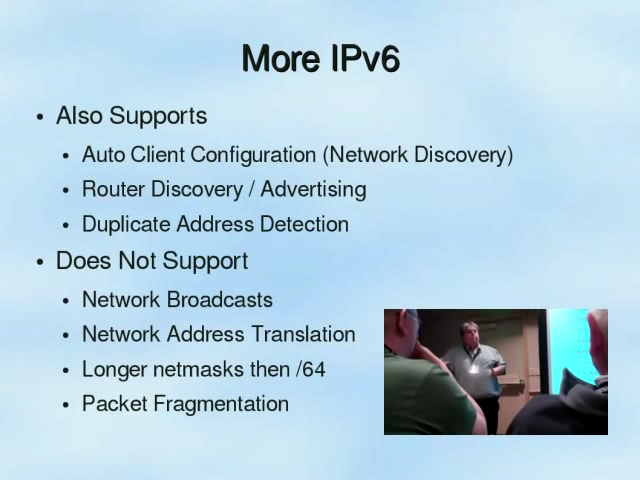 More IPv6
• Also Supports
• Auto Client Configuration (Network Discovery)
• Router Discovery / Advertising
• Duplicate Address Detection
• Does Not Support
• Network Broadcasts
• Network Address Translation
• Longer netmasks then /64
• Packet Fragmentation